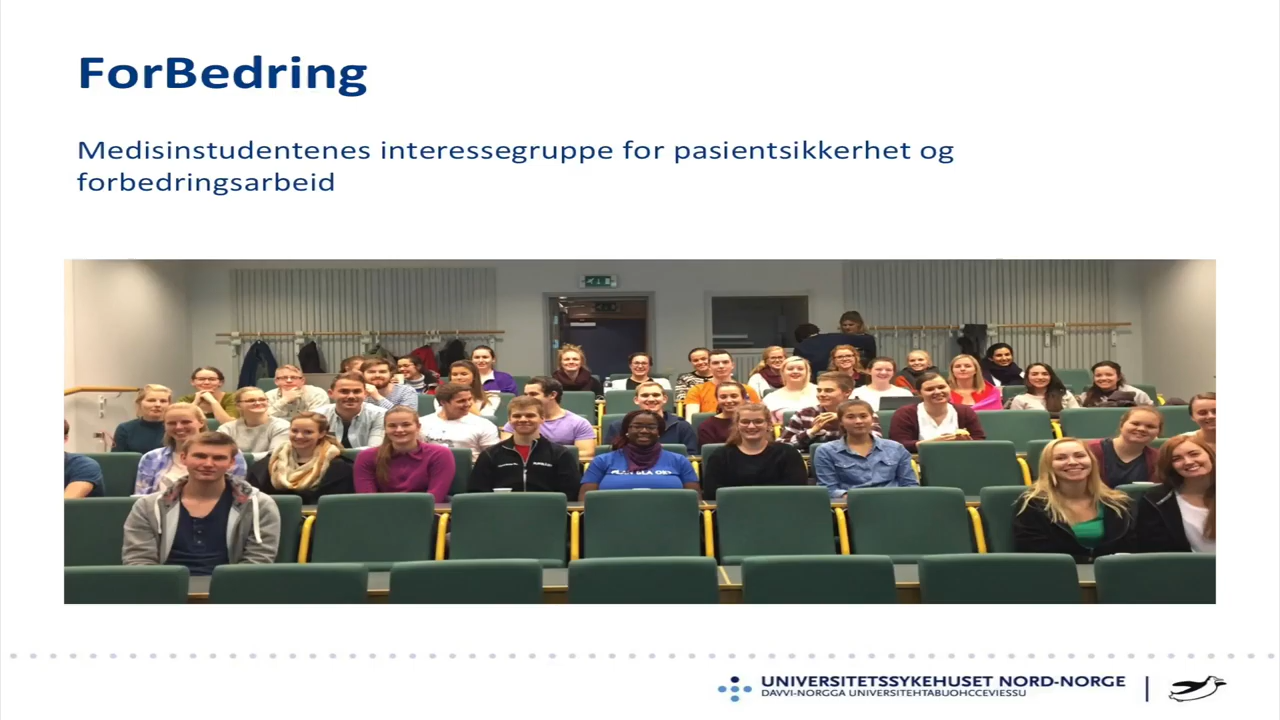 ForBedring
Medisinstudentenes interessegruppe for pasientsikkerhet og
forbedringsarbeid
UNIVERSITETSSYKEHUSET NORD-NORGE
DAVVI-NORGGA UNIVERSITEHTABUOHCCEVIESSU